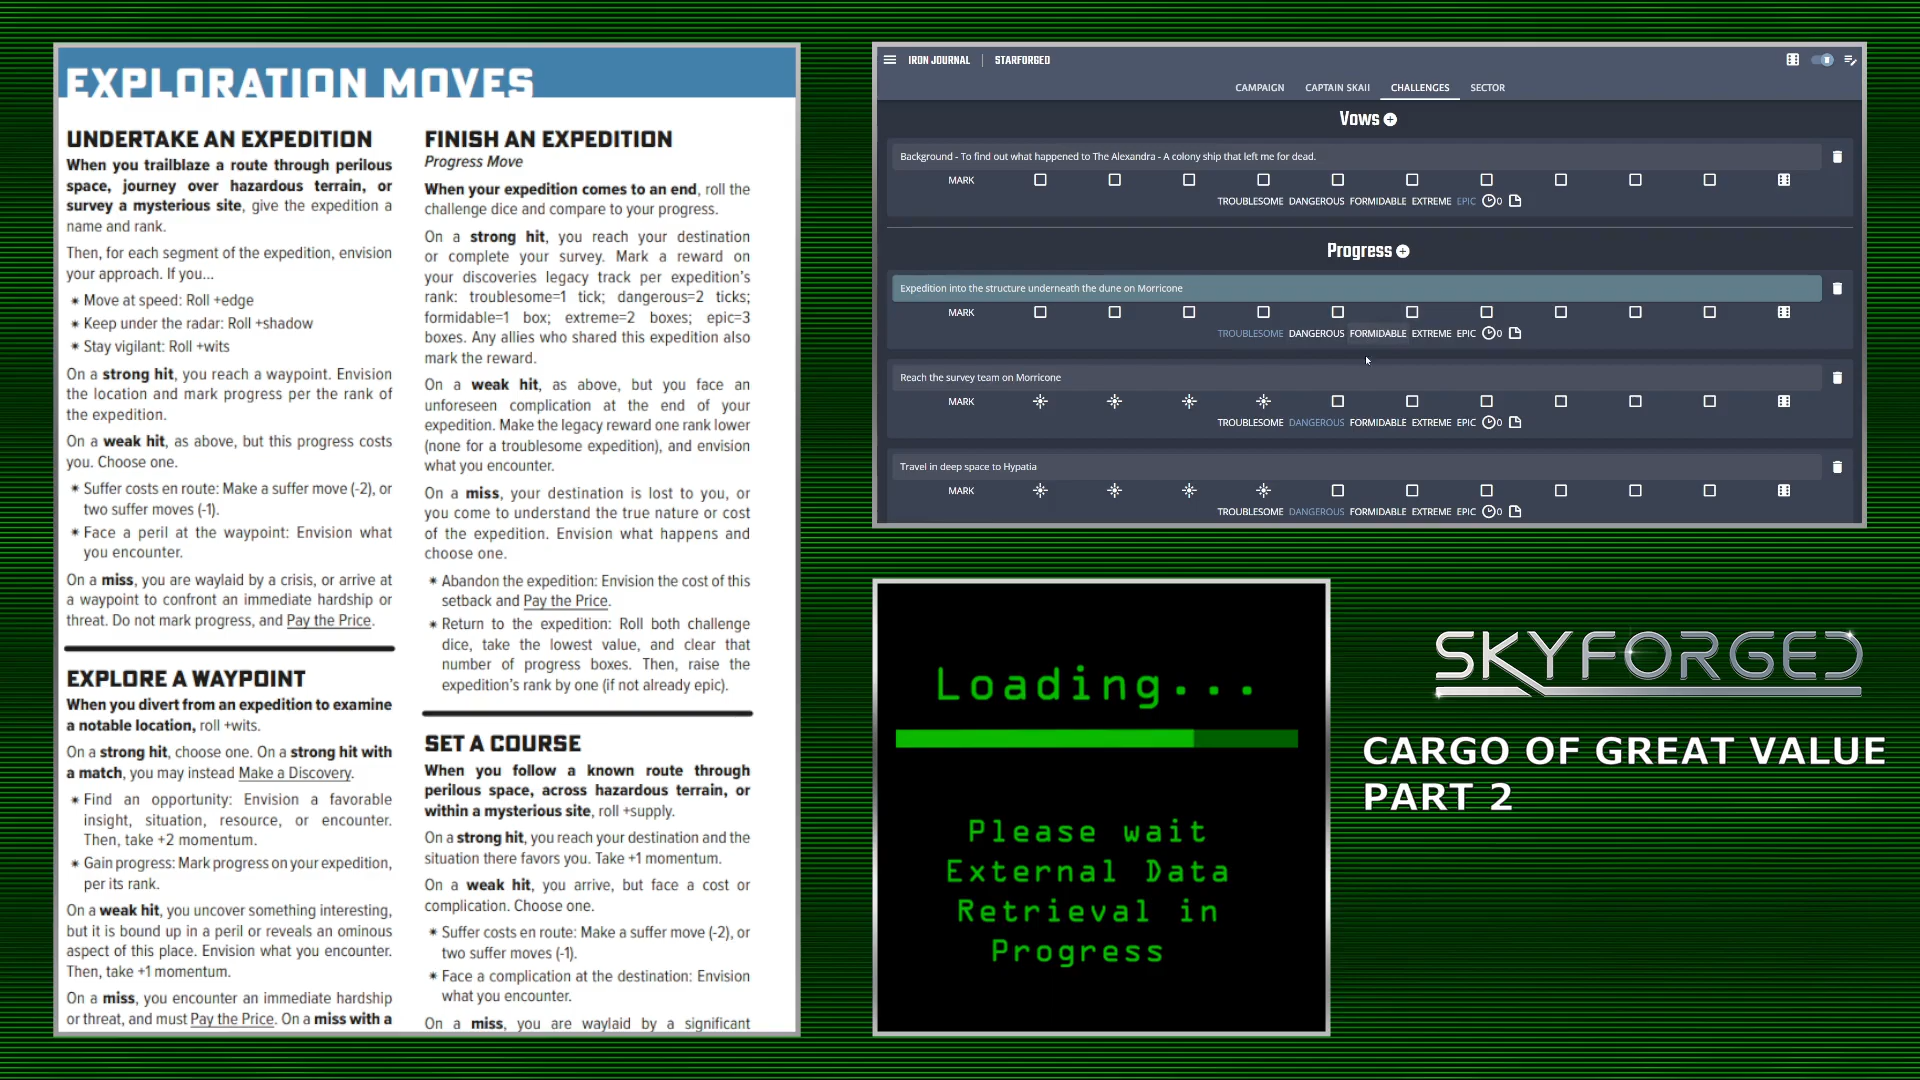 EXPLORATION MOVES
UNDERTAKE AN EXPEDITION
When you trailblaze a route through perilous
space, journey over hazardous terrain, or
survey a mysterious site, give the expedition a
name and rank.
Then, for each segment of the expedition, envision
your approach. If you...
✴ Move at speed: Roll +edge
✴ Keep under the radar: Roll +shadow
✴ Stay vigilant: Roll +wits
On a strong hit, you reach a waypoint. Envision
the location and mark progress per the rank of
the expedition.
On a weak hit, as above, but this progress costs
you. Choose one.
✴ Suffer costs en route: Make a suffer move (-2), or
two suffer moves (-1).
✴ Face a peril at the waypoint: Envision what
you encounter.
On a miss, you are waylaid by a crisis, or arrive at
a waypoint to confront an immediate hardship or
threat. Do not mark progress, and Pay the Price.
EXPLORE A WAYPOINT
When you divert from an expedition to examine
a notable location, roll +wits.
On a strong hit, choose one. On a strong hit with
a match, you may instead Make a Discovery.
✴ Find an opportunity: Envision a favorable
insight, situation, resource, or encounter.
Then, take +2 momentum.
✴ Gain progress: Mark progress on your expedition,
per its rank.
On a weak hit, you uncover something interesting,
but it is bound up in a peril or reveals an ominous
aspect of this place. Envision what you encounter.
Then, take +1 momentum.
On a miss, you encounter an immediate hardship
or threat, and must Pay the Price. On a miss with a
FINISH AN EXPEDITION
Progress Move
When your expedition comes to an end, roll the
challenge dice and compare to your progress.
On a strong hit, you reach your destination
or complete your survey. Mark a reward on
your discoveries legacy track per expedition's
rank: troublesome=1 tick; dangerous=2 ticks;
formidable=1 box; extreme=2 boxes; epic=3
boxes. Any allies who shared this expedition also
mark the reward.
On a weak hit, as above, but you face an
unforeseen complication at the end of your
expedition. Make the legacy reward one rank lower
(none for a troublesome expedition), and envision
what you encounter.
On a miss, your destination is lost to you, or
you come to understand the true nature or cost
of the expedition. Envision what happens and
choose one.
✴ Abandon the expedition: Envision the cost of this
setback and Pay the Price.
✴ Return to the expedition: Roll both challenge
dice, take the lowest value, and clear that
number of progress boxes. Then, raise the
expedition's rank by one (if not already epic).
SET A COURSE
When you follow a known route through
perilous space, across hazardous terrain, or
within a mysterious site, roll +supply.
On a strong hit, you reach your destination and the
situation there favors you. Take +1 momentum.
On a weak hit, you arrive, but face a cost or
complication. Choose one.
✴ Suffer costs en route: Make a suffer move (-2), or
two suffer moves (-1).
✴ Face a complication at the destination: Envision
what you encounter.
On a miss, you are waylaid by a significant
IRON JOURNAL | STARFORGED
CAMPAIGN CAPTAIN SKAII CHALLENGES SECTOR
Vows
Background - To find out what happened to The Alexandra - A colony ship that left me for dead.
MARK
TROUBLESOME DANGEROUS FORMIDABLE EXTREME EPIC 0
Progress
Expedition into the structure underneath the dune on Morricone
MARK
TROUBLESOME DANGEROUS FORMIDABLE EXTREME EPIC 0
Reach the survey team on Morricone
MARK
TROUBLESOME DANGEROUS FORMIDABLE EXTREME EPIC 0
Travel in deep space to Hypatia
MARK
TROUBLESOME DANGEROUS FORMIDABLE EXTREME EPIC 0
Loading...
Please wait
External Data
Retrieval in
Progress
SKYFORGED
CARGO OF GREAT VALUE
PART 2